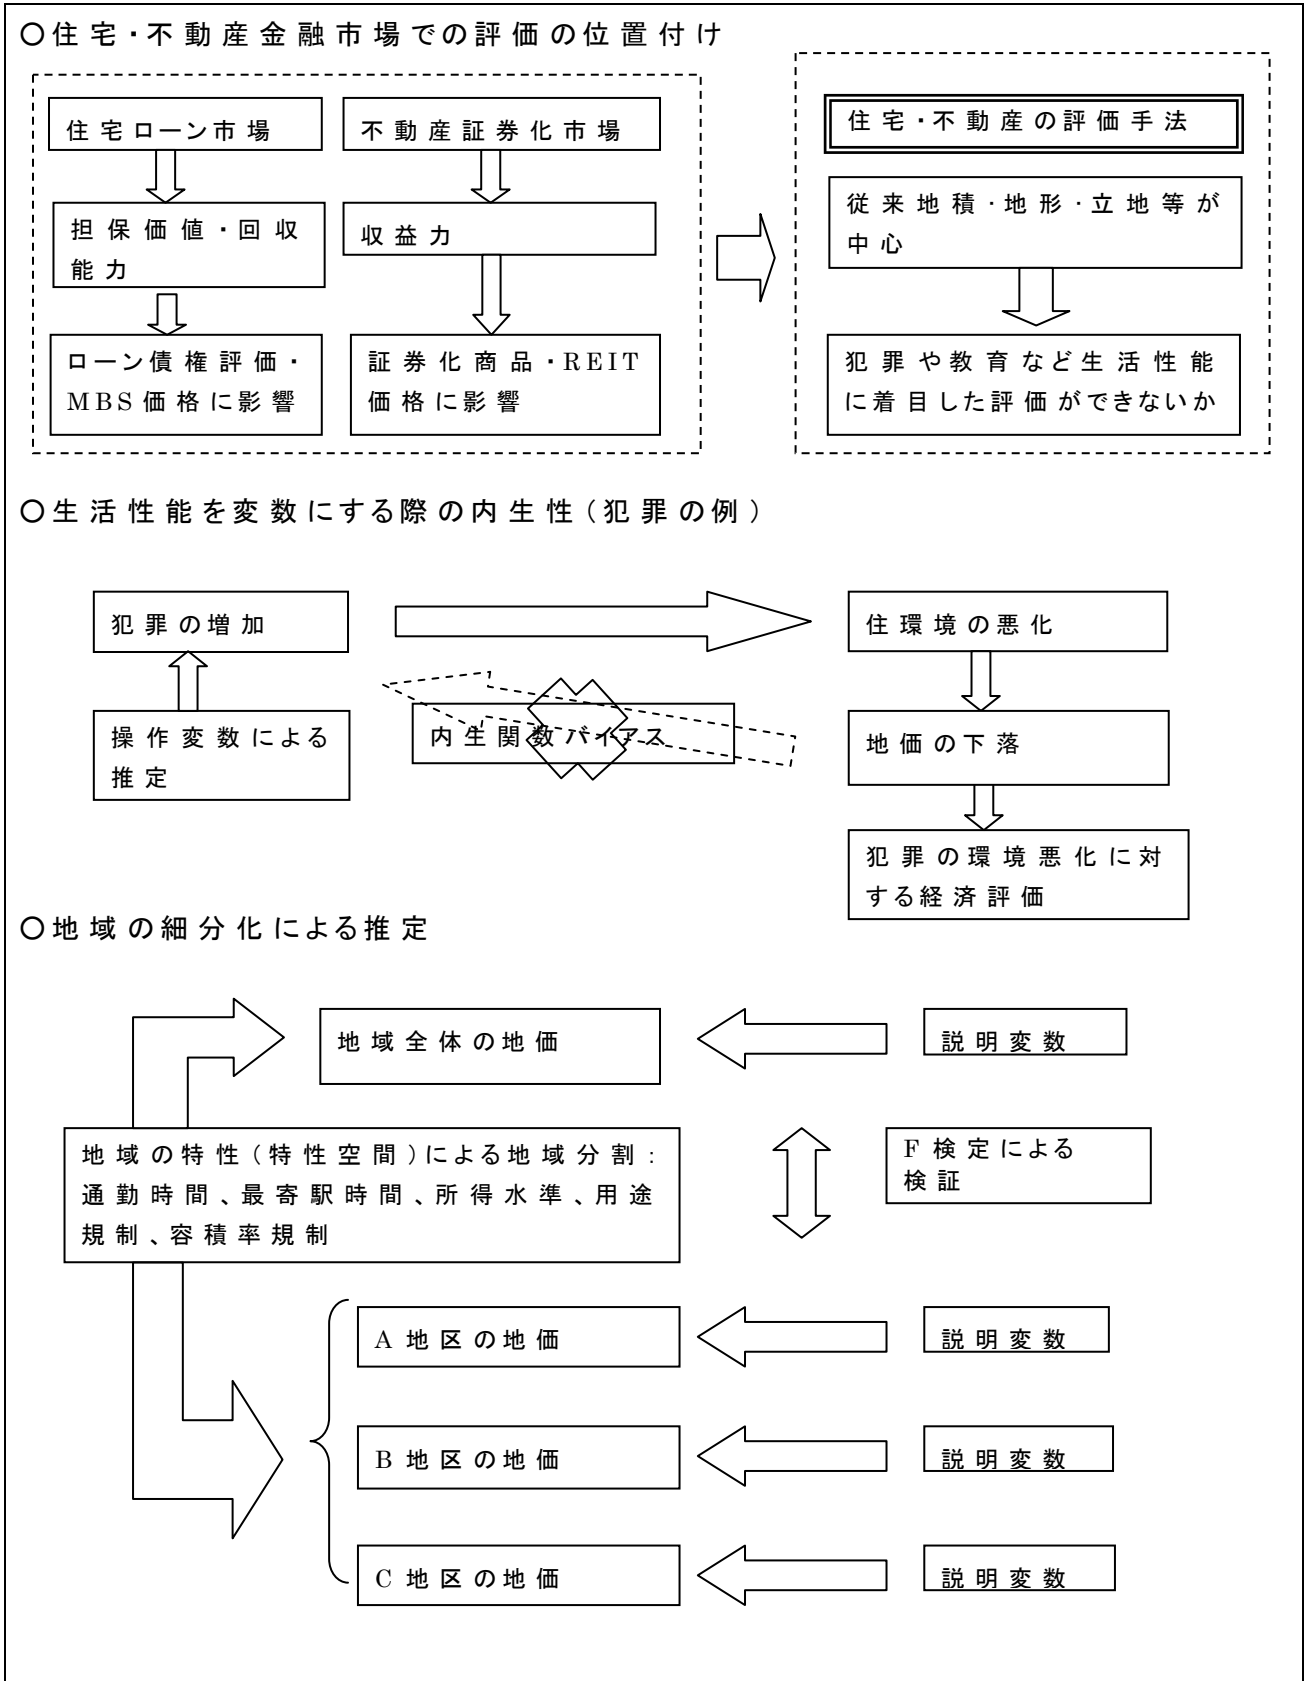 〇住宅・不動産金融市場での評価の位置付け
住宅ローン市場
不動産証券化市場
担保価値・回収
能力
収益力
ローン債権評価・
MBS価格に影響
証券化商品・REIT
価格に影響
住宅・不動産の評価手法
従来地積・地形・立地等が
中心
犯罪や教育など生活性能
に着目した評価ができないか
〇生活性能を変数にする際の内生性(犯罪の例)
犯罪の増加
住環境の悪化
操作変数による
推定
内生関数バイアス
地価の下落
犯罪の環境悪化に対
する経済評価
〇地域の細分化による推定
地域全体の地価
説明変数
地域の特性(特性空間)による地域分割:
通勤時間、最寄駅時間、所得水準、用途
規制、容積率規制
F検定による
検証
A地区の地価
説明変数
B地区の地価
説明変数
C地区の地価
説明変数